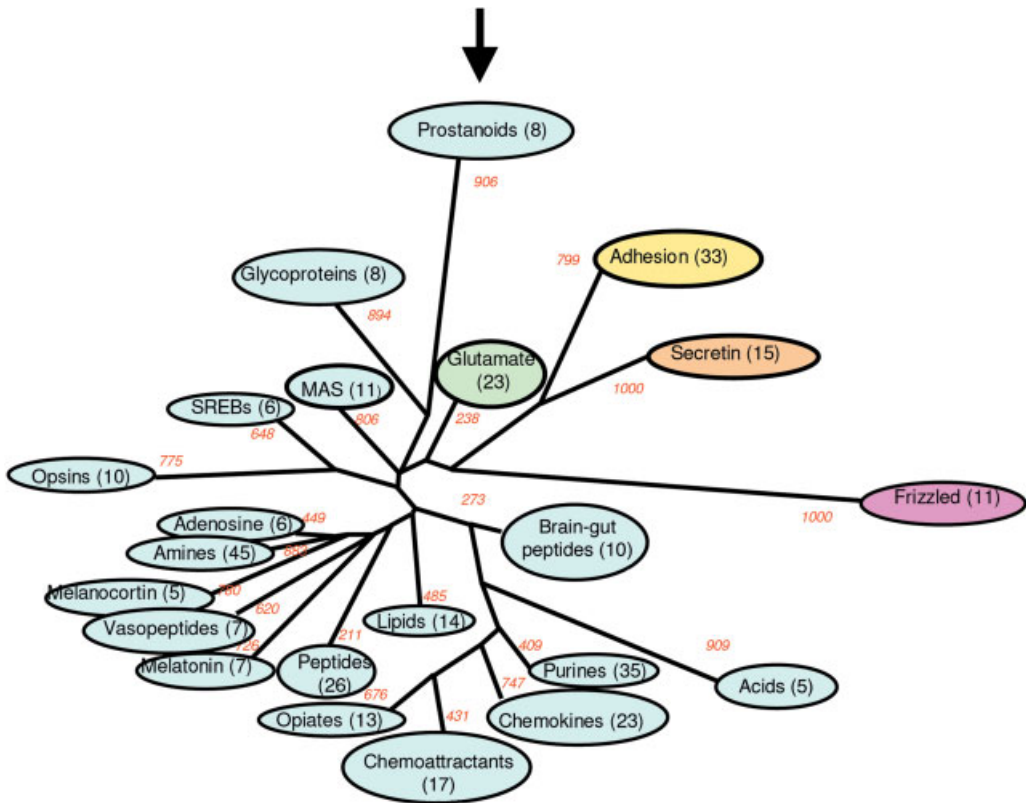 Prostanoids (8)
906
Adhesion (33)
799
Glycoproteins (8)
894
Secretin (15)
1000
Glutamate
(23)
238
MAS (11)
806
SREBs (6)
648
Opsins (10)
775
Frizzled (11)
1000
273
Brain-gut
peptides (10)
Adenosine (6)
449
Amines (45)
Melanocortin (5)
780
Vasopeptides (7)
620
Melatonin (7)
726
Peptides
(26)
211
Lipids (14)
485
Purines (35)
409
Acids (5)
909
Opiates (13)
676
Chemokines (23)
747
Chemoattractants
(17)
431